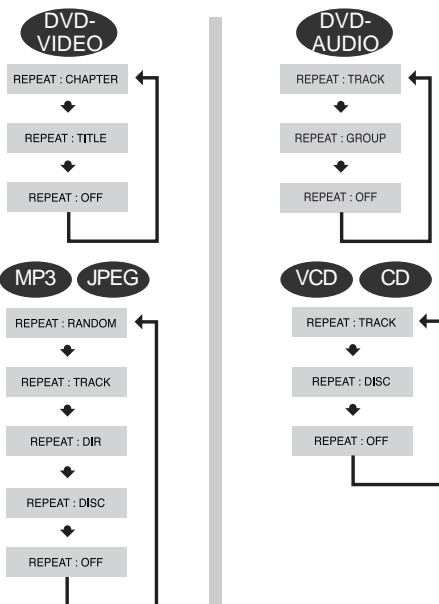 DVD-
VIDEO
REPEAT : CHAPTER
REPEAT : TITLE
REPEAT : OFF
DVD-
AUDIO
REPEAT : TRACK
REPEAT : GROUP
REPEAT : OFF
MP3 JPEG
REPEAT : RANDOM
REPEAT : TRACK
REPEAT : DIR
REPEAT : DISC
REPEAT : OFF
VCD CD
REPEAT : TRACK
REPEAT : DISC
REPEAT : OFF